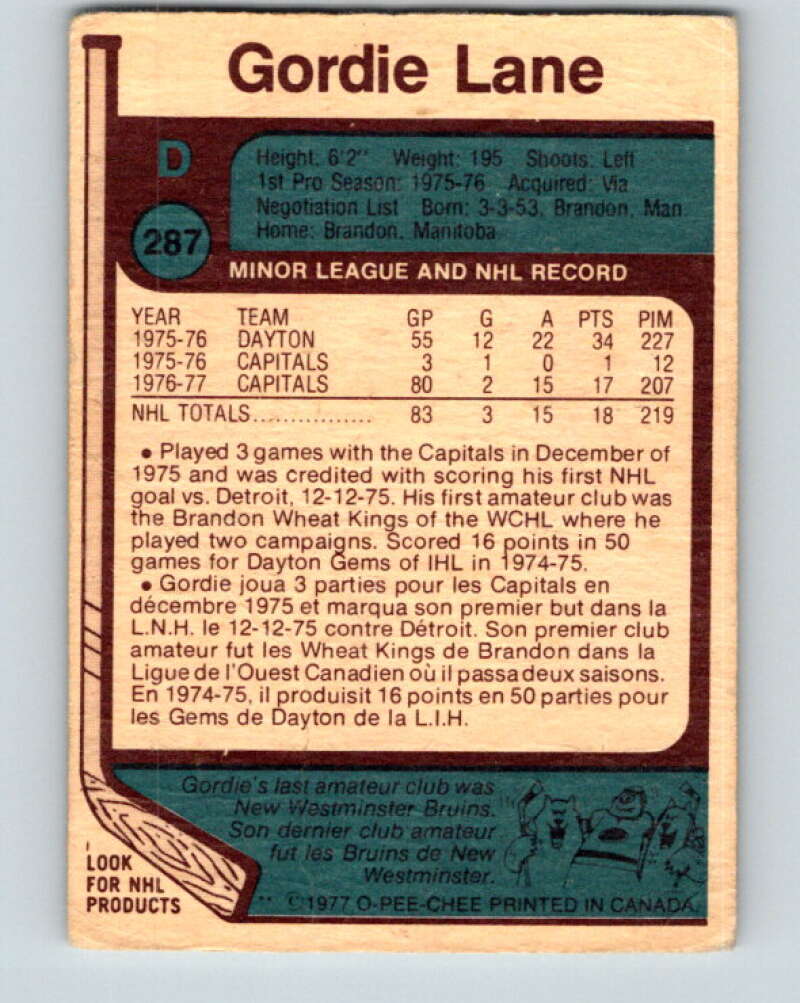 Gordie Lane
D
Height: 6'2" Weight: 195 Shoots: Left
1st Pro Season: 1975-76 Acquired: Via
Negotiation List Born: 3-3-53, Brandon, Man
Home: Brandon, Manitoba
287
MINOR LEAGUE AND NHL RECORD
YEAR TEAM GP G A PTS PIM
1975-76 DAYTON 55 12 22 34 227
1975-76 CAPITALS 3 1 0 1 12
1976-77 CAPITALS 80 2 15 17 207
NHL TOTALS................ 83 3 15 18 219
• Played 3 games with the Capitals in December of
1975 and was credited with scoring his first NHL
goal vs. Detroit, 12-12-75. His first amateur club was
the Brandon Wheat Kings of the WCHL where he
played two campaigns. Scored 16 points in 50
games for Dayton Gems of IHL in 1974-75.
• Gordie joua 3 parties pour les Capitals en
décembre 1975 et marqua son premier but dans la
L.N.H. le 12-12-75 contre Détroit. Son premier club
amateur fut les Wheat Kings de Brandon dans la
Ligue de l'Ouest Canadien où il passa deux saisons.
En 1974-75, il produisit 16 points en 50 parties pour
les Gems de Dayton de la L.I.H.
Gordie's last amateur club was
New Westminster Bruins.
Son dernier club amateur
fut les Bruins de New
Westminster.
LOOK
FOR NHL
PRODUCTS
** ©1977 O-PEE-CHEE PRINTED IN CANADA